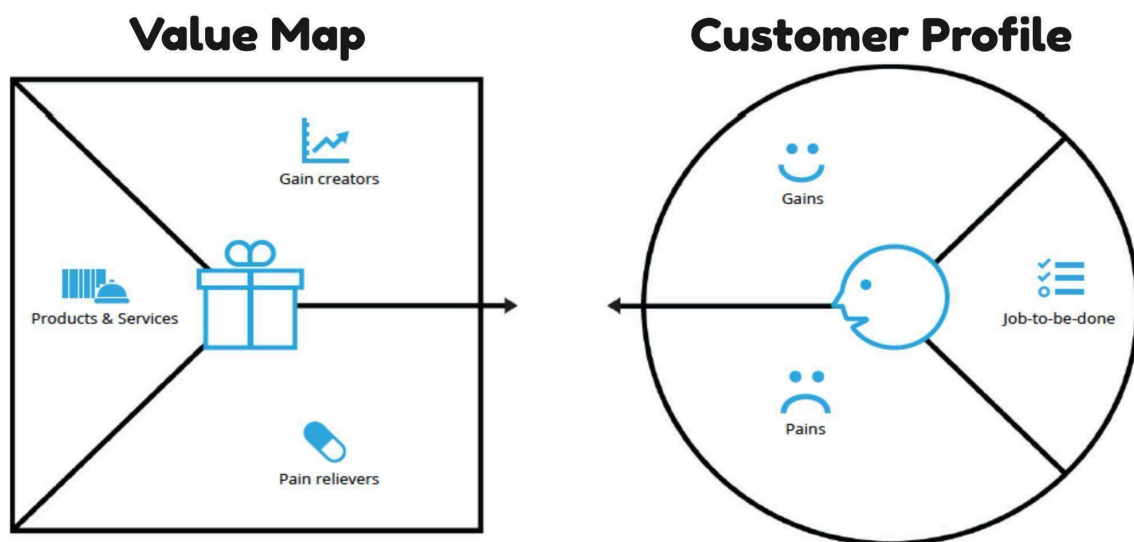 Value Map
Customer Profile
Gain creators
Products & Services
Pain relievers
Gains
Job-to-be-done
Pains